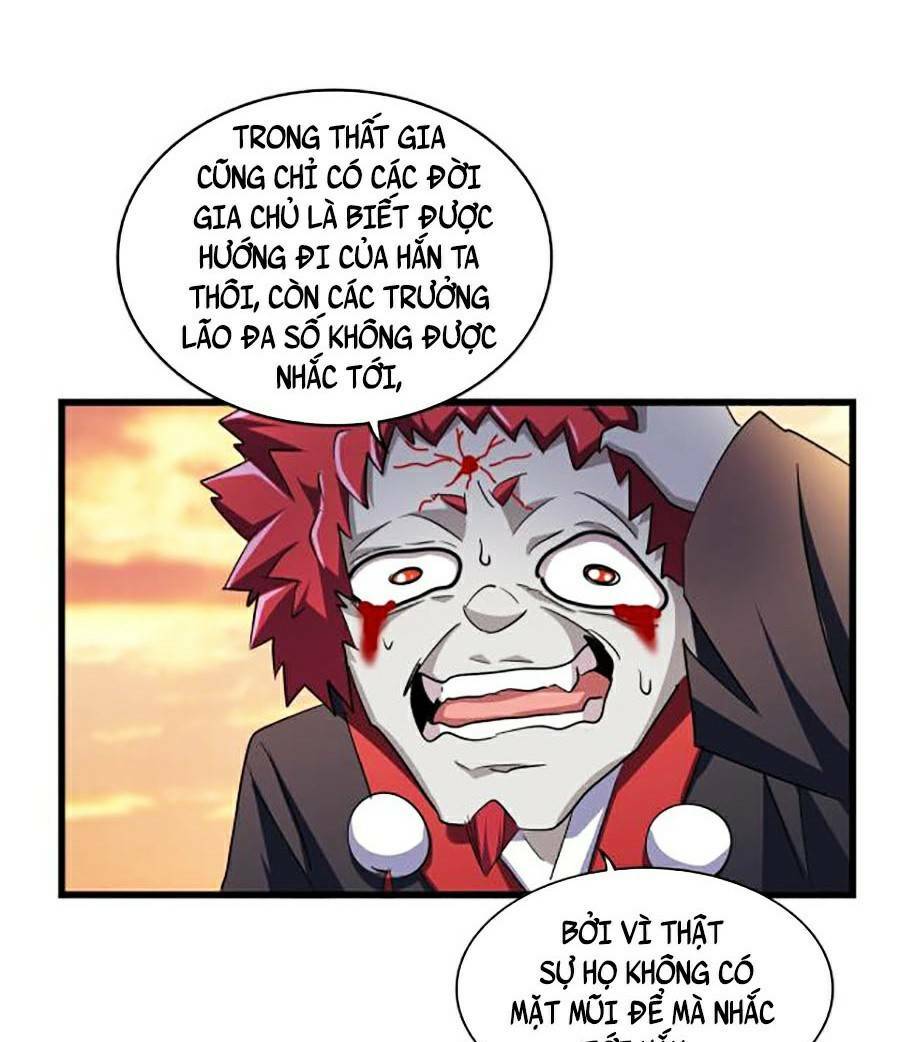 TRONG THẤT GIA
CŨNG CHỈ CÓ CÁC ĐỜI
GIA CHỦ LÀ BIẾT ĐƯỢC
HƯỚNG ĐI CỦA HẮN TA
THÔI, CÒN CÁC TRƯỞNG
LÃO ĐA SỐ KHÔNG ĐƯỢC
NHẮC TỚI,
BỞI VÌ THẬT
SỰ HỌ KHÔNG CÓ
MẶT MŨI ĐỂ MÀ NHẮC